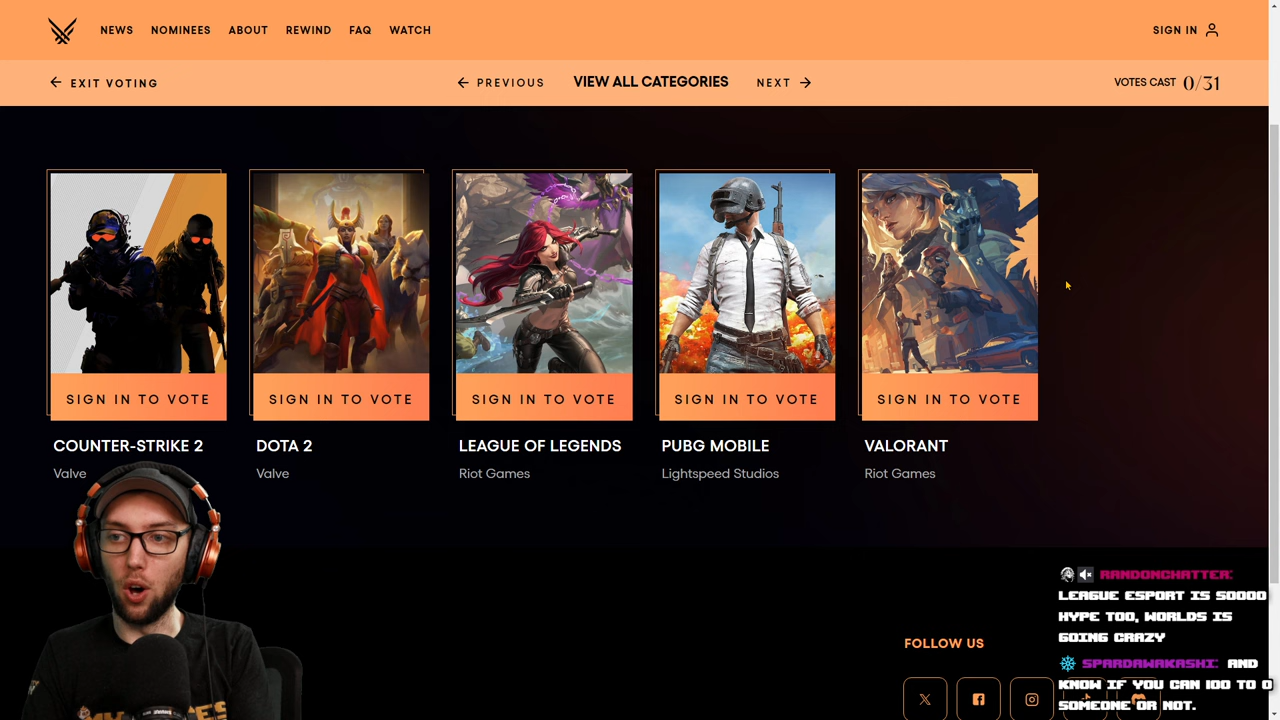 NEWS NOMINEES ABOUT REWIND FAQ WATCH SIGN IN
EXIT VOTING PREVIOUS VIEW ALL CATEGORIES NEXT VOTES CAST 0/31
SIGN IN TO VOTE SIGN IN TO VOTE SIGN IN TO VOTE SIGN IN TO VOTE SIGN IN TO VOTE
COUNTER-STRIKE 2 DOTA 2 LEAGUE OF LEGENDS PUBG MOBILE VALORANT
Valve Valve Riot Games Lightspeed Studios Riot Games
RANDONCHATTER:
LEAGUE ESPORT IS SOOOO
HYPE TOO, WORLDS IS
GOING CRAZY
FOLLOW US
SPARDAWAKASHI: AND
KNOW IF YOU CAN 100 TO 0
SOMEONE OR NOT.